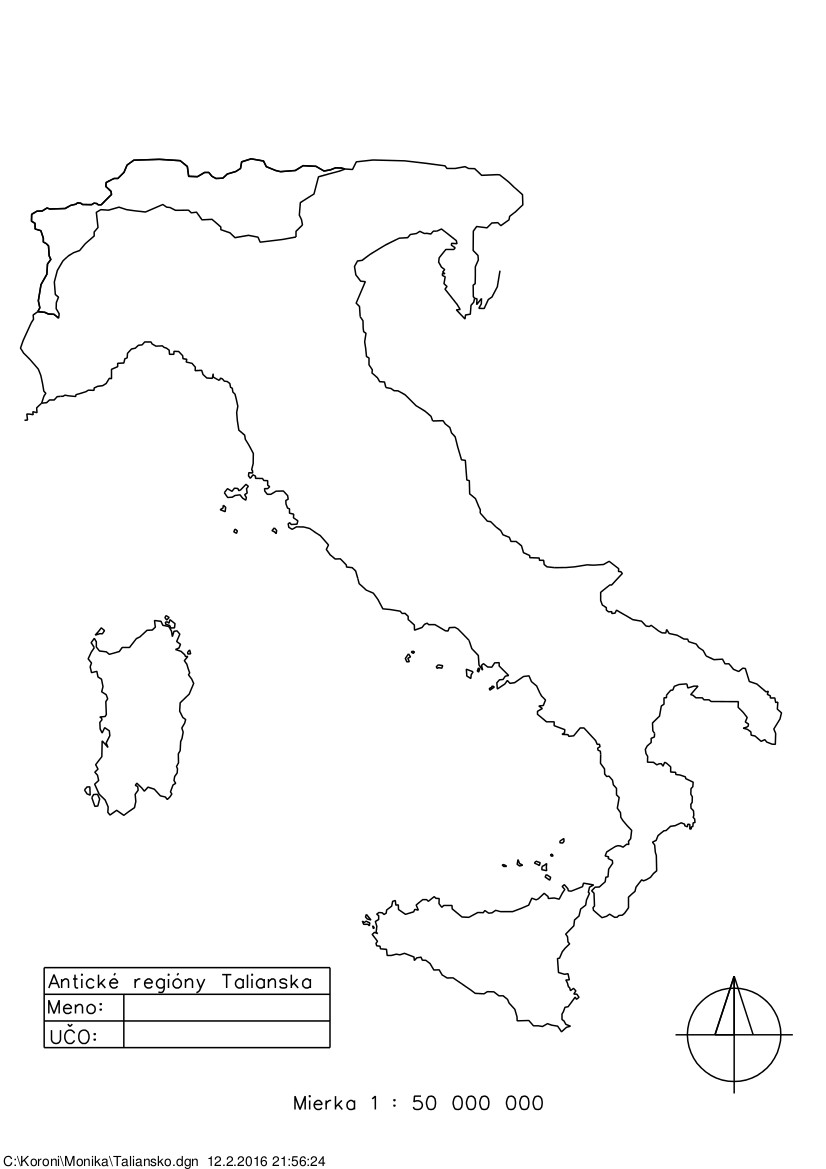 Antické regióny Talianska
Meno:
UČO:
Mierka 1 : 50 000 000
C:\Koroni\Monika\Taliansko.dgn 12.2.2016 21:56:24